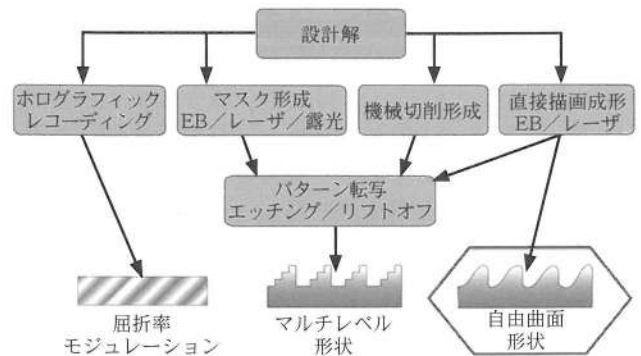 設計解
ホログラフィック
レコーディング
マスク形成
EB／レーザ／露光
機械切削形成
直接描画成形
EB／レーザ
パターン転写
エッチング／リフトオフ
屈折率
モジュレーション
マルチレベル
形状
自由曲面
形状